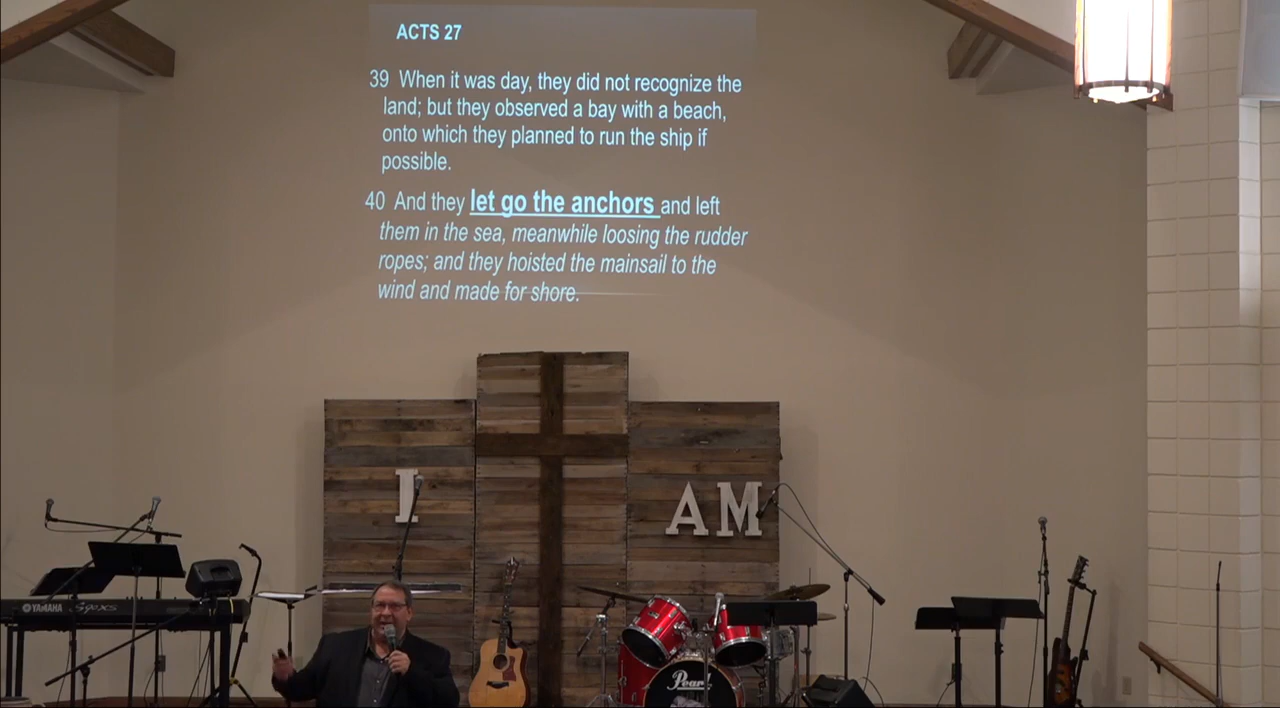 ACTS 27
39 When it was day, they did not recognize the
land; but they observed a bay with a beach,
onto which they planned to run the ship if
possible.
40 And they let go the anchors and left
them in the sea, meanwhile loosing the rudder
ropes; and they hoisted the mainsail to the
wind and made for shore.
I AM
YAMAHA S90XS
Pearl